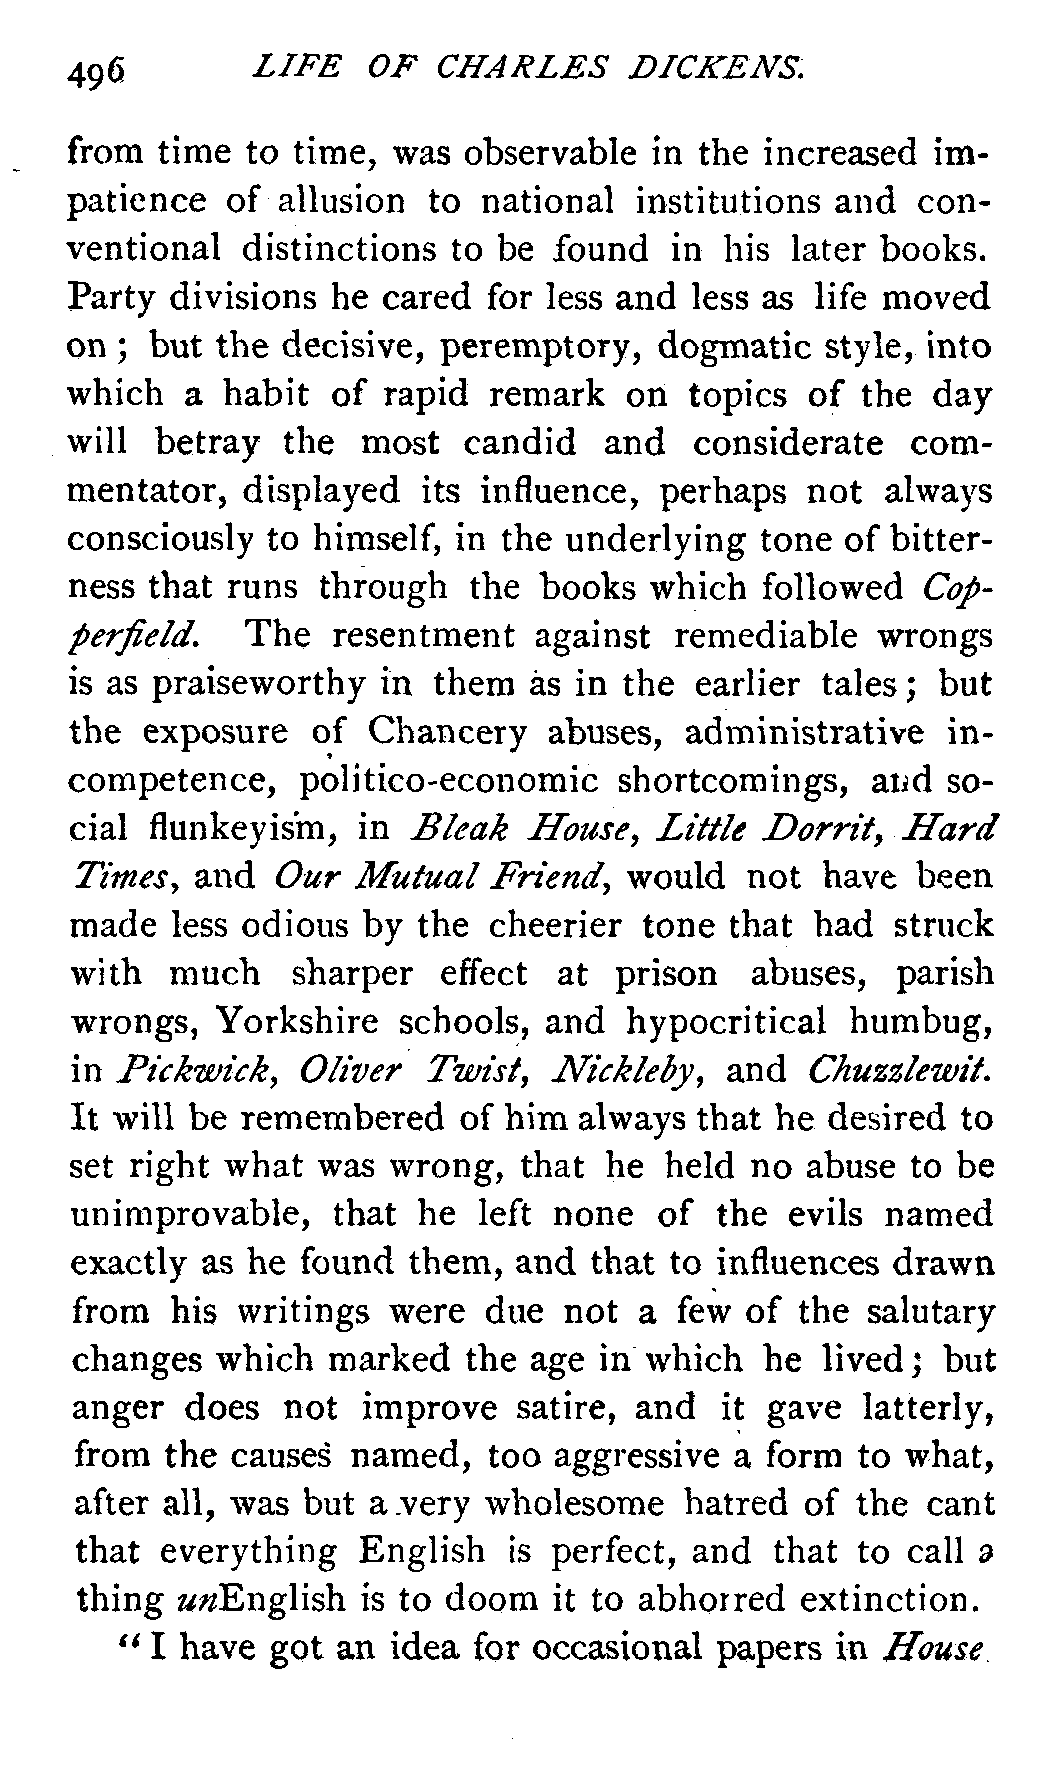 496 LIFE OF CHARLES DICKENS.
from time to time, was observable in the increased im-
patience of allusion to national institutions and con-
ventional distinctions to be found in his later books.
Party divisions he cared for less and less as life moved
on ; but the decisive, peremptory, dogmatic style, into
which a habit of rapid remark on topics of the day
will betray the most candid and considerate com-
mentator, displayed its influence, perhaps not always
consciously to himself, in the underlying tone of bitter-
ness that runs through the books which followed Cop-
perfield. The resentment against remediable wrongs
is as praiseworthy in them as in the earlier tales ; but
the exposure of Chancery abuses, administrative in-
competence, politico-economic shortcomings, and so-
cial flunkeyism, in Bleak House, Little Dorrit, Hard
Times, and Our Mutual Friend, would not have been
made less odious by the cheerier tone that had struck
with much sharper effect at prison abuses, parish
wrongs, Yorkshire schools, and hypocritical humbug,
in Pickwick, Oliver Twist, Nickleby, and Chuzzlewit.
It will be remembered of him always that he desired to
set right what was wrong, that he held no abuse to be
unimprovable, that he left none of the evils named
exactly as he found them, and that to influences drawn
from his writings were due not a few of the salutary
changes which marked the age in which he lived ; but
anger does not improve satire, and it gave latterly,
from the causes named, too aggressive a form to what,
after all, was but a very wholesome hatred of the cant
that everything English is perfect, and that to call a
thing unEnglish is to doom it to abhorred extinction.
“ I have got an idea for occasional papers in House